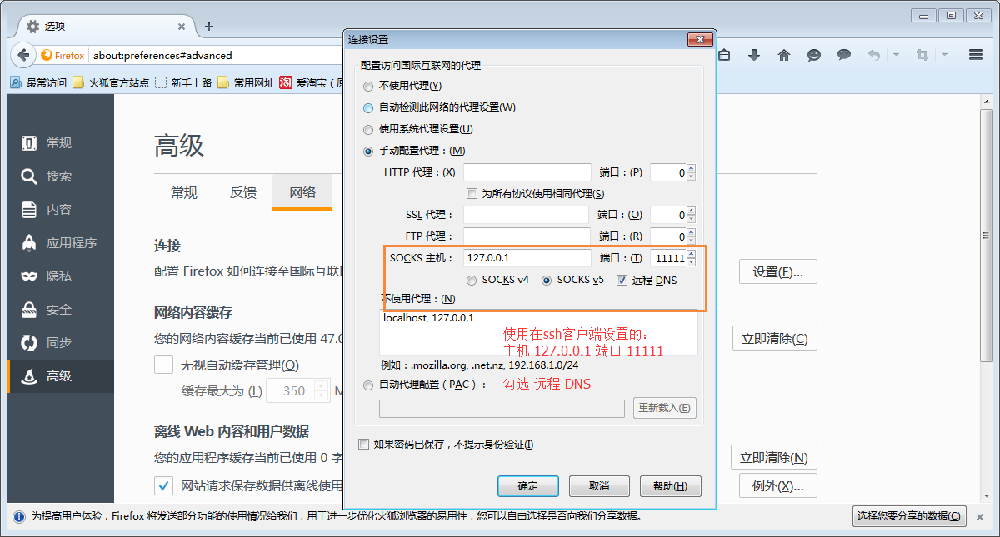 选项
Firefox
about:preferences#advanced
最常访问
火狐官方站点
新手上路
常用网址
淘
爱淘宝（
常规
搜索
内容
应用程序
隐私
安全
同步
高级
高级
常规
反馈
网络
连接
配置 Firefox 如何连接至国际互联
设置(E)...
网络内容缓存
您的网络内容缓存当前已使用 47.0
立即清除(C)
无视自动缓存管理(O)
缓存最大为 (L)
350
离线 Web 内容和用户数据
您的应用程序缓存当前已使用 0 字
立即清除(N)
网站请求保存数据供离线使用
例外(X)...
连接设置
配置访问国际互联网的代理
不使用代理(Y)
自动检测此网络的代理设置(W)
使用系统代理设置(U)
手动配置代理：(M)
HTTP 代理：(X)
端口：(P)
0
为所有协议使用相同代理(S)
SSL 代理：
端口：(O)
0
FTP 代理：
端口：(R)
0
SOCKS 主机：
127.0.0.1
端口：(T)
11111
SOCKS v4
SOCKS v5
远程 DNS
不使用代理：(N)
localhost, 127.0.0.1
使用在ssh客户端设置的：
主机 127.0.0.1 端口 11111
例如：.mozilla.org, .net.nz, 192.168.1.0/24
自动代理配置（PAC）：
勾选 远程 DNS
重新载入(E)
如果密码已保存，不提示身份验证(I)
确定
取消
帮助(H)
为提高用户体验，Firefox 将发送部分功能的使用情况给我们，用于进一步优化火狐浏览器的易用性，您可以自由选择是否向我们分享数据。
选择您要分享的数据(C)